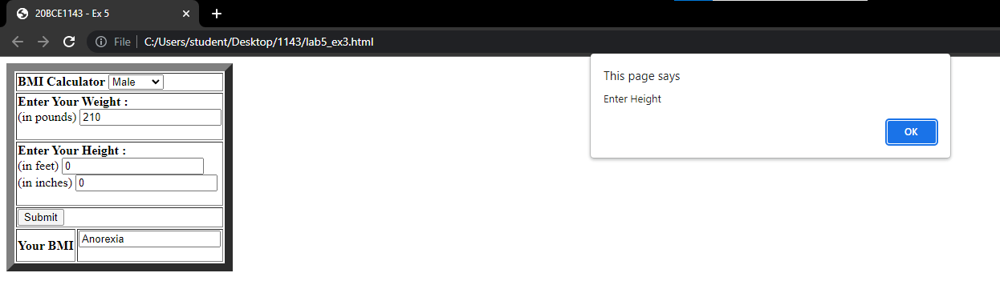 20BCE1143 - Ex 5
File C:/Users/student/Desktop/1143/lab5_ex3.html
This page says
Enter Height
OK
BMI Calculator Male
Enter Your Weight :
(in pounds) 210
Enter Your Height :
(in feet) 0
(in inches) 0
Submit
Your BMI Anorexia